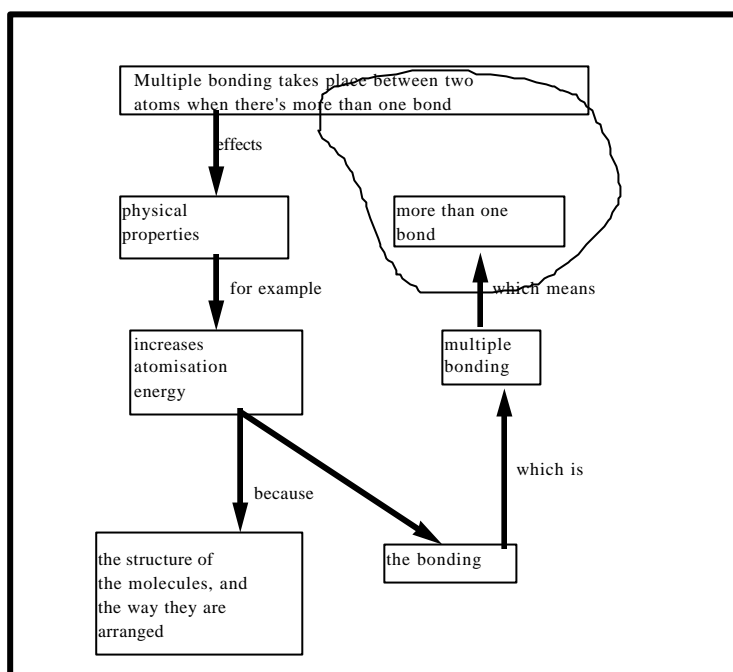 Multiple bonding takes place between two
atoms when there's more than one bond
effects
physical
properties
more than one
bond
for example
which means
increases
atomisation
energy
multiple
bonding
which is
because
the structure of
the molecules, and
the way they are
arranged
the bonding